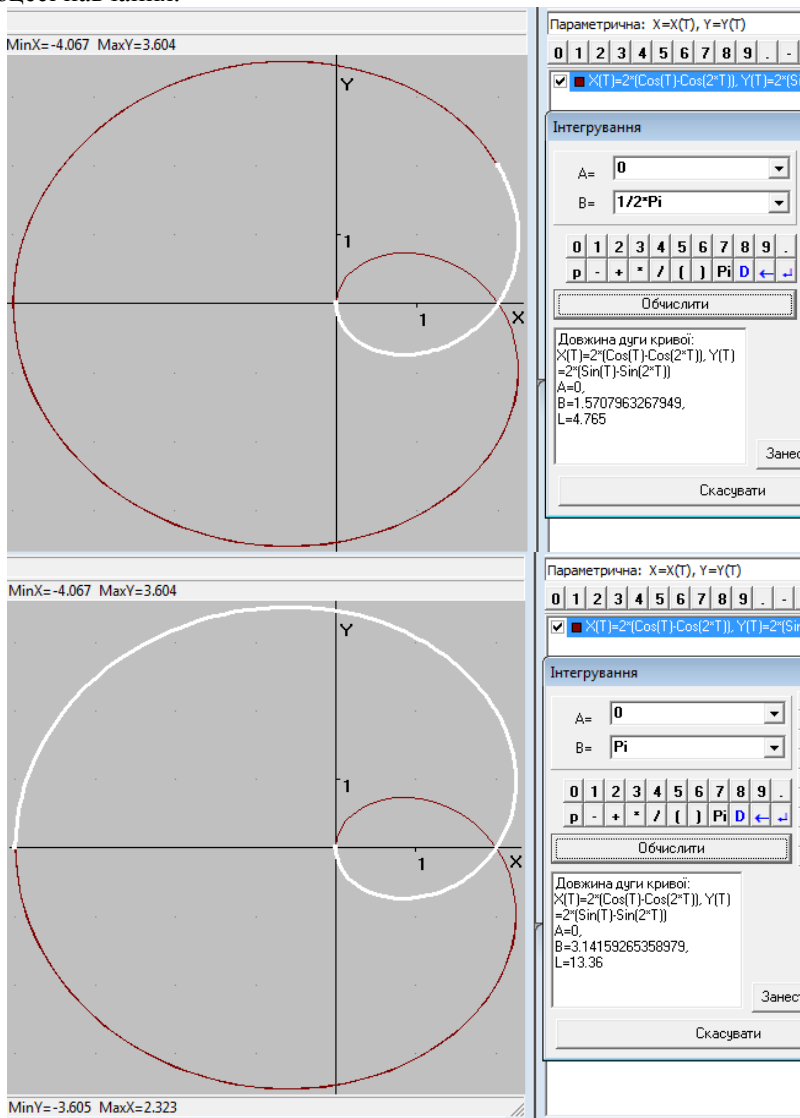 MinX=-4.067 MaxY=3.604
Y
1
1
X
Параметрична: X=X(T), Y=Y(T)
0 1 2 3 4 5 6 7 8 9 . -
X(T)=2*(Cos(T)-Cos(2*T)), Y(T)=2*(Si
Інтегрування
A= 0
B= 1/2*Pi
0 1 2 3 4 5 6 7 8 9 .
p - + * / ( ) Pi D ← ↵
Обчислити
Довжина дуги кривої:
X(T)=2*(Cos(T)-Cos(2*T)), Y(T)
=2*(Sin(T)-Sin(2*T))
A=0,
B=1.5707963267949,
L=4.765
Занес
Скасувати
MinX=-4.067 MaxY=3.604
Y
1
1
X
MinY=-3.605 MaxX=2.323
Параметрична: X=X(T), Y=Y(T)
0 1 2 3 4 5 6 7 8 9 . -
X(T)=2*(Cos(T)-Cos(2*T)), Y(T)=2*(Sin
Інтегрування
A= 0
B= Pi
0 1 2 3 4 5 6 7 8 9 .
p - + * / ( ) Pi D ← ↵
Обчислити
Довжина дуги кривої:
X(T)=2*(Cos(T)-Cos(2*T)), Y(T)
=2*(Sin(T)-Sin(2*T))
A=0,
B=3.14159265358979,
L=13.36
Занест
Скасувати